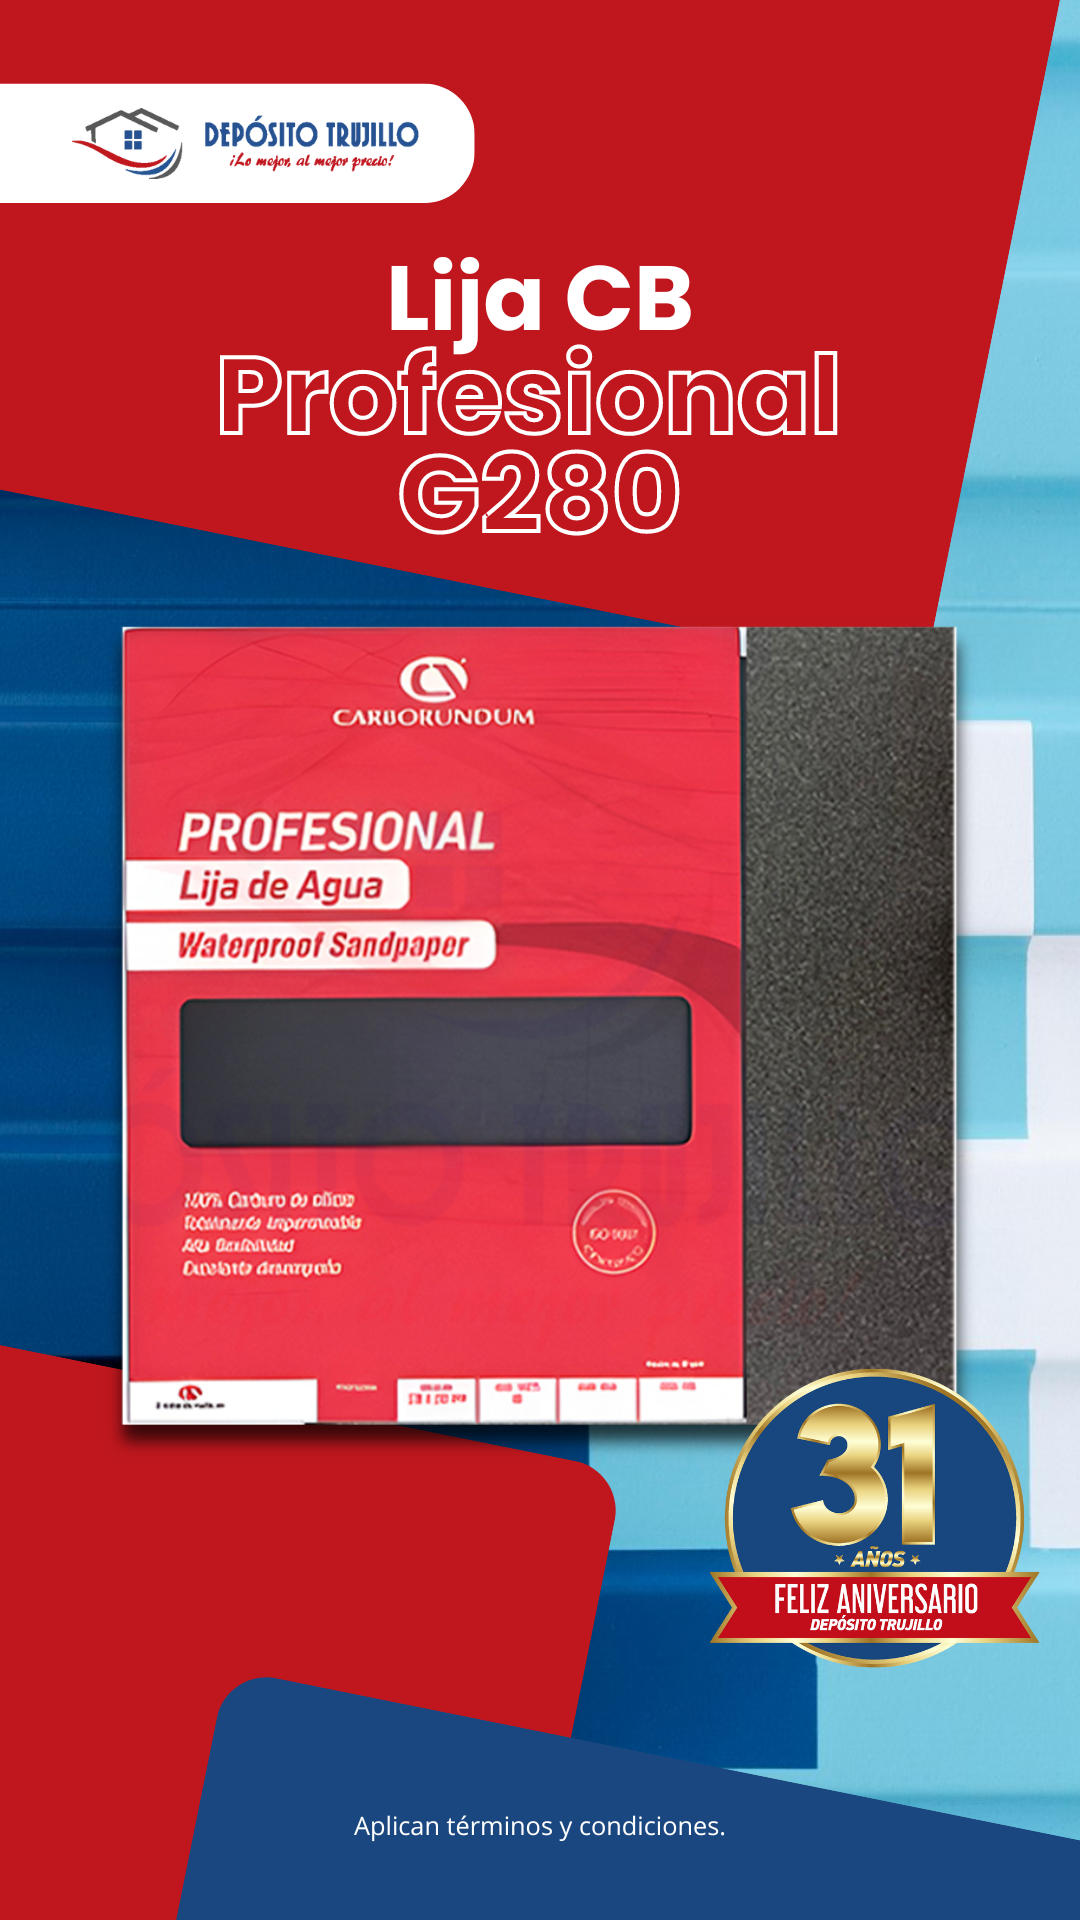 DEPÓSITO TRUJILLO
¡Lo mejor, al mejor precio!
Lija CB
Profesional
G280
CARBORUNDUM
PROFESIONAL
Lija de Agua
Waterproof Sandpaper
100%
31
AÑOS
FELIZ ANIVERSARIO
DEPÓSITO TRUJILLO
Aplican términos y condiciones.